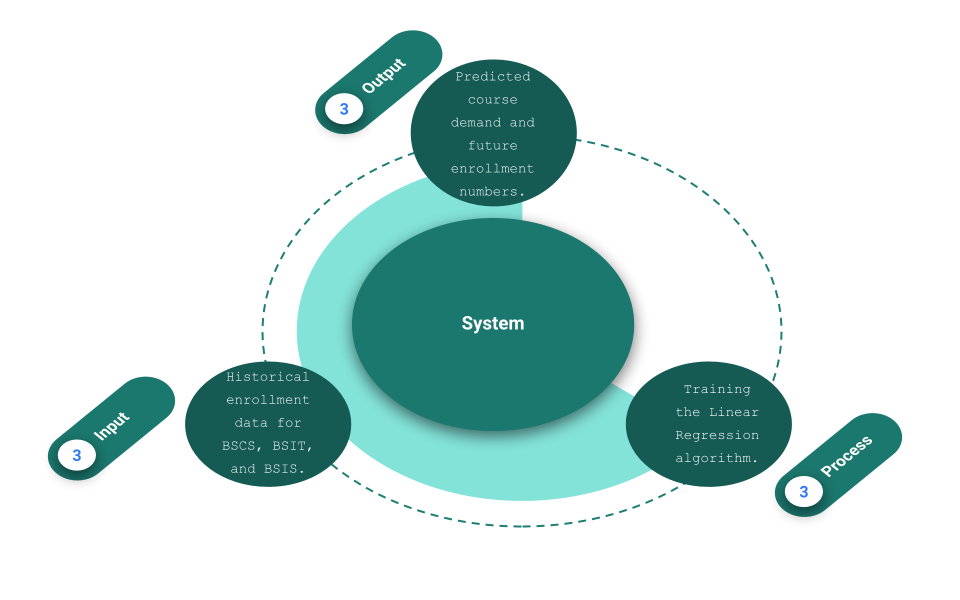 Output
3
Predicted
course
demand and
future
enrollment
numbers.
System
Input
3
Historical
enrollment
data for
BSCS, BSIT,
and BSIS.
Training
the Linear
Regression
algorithm.
Process
3